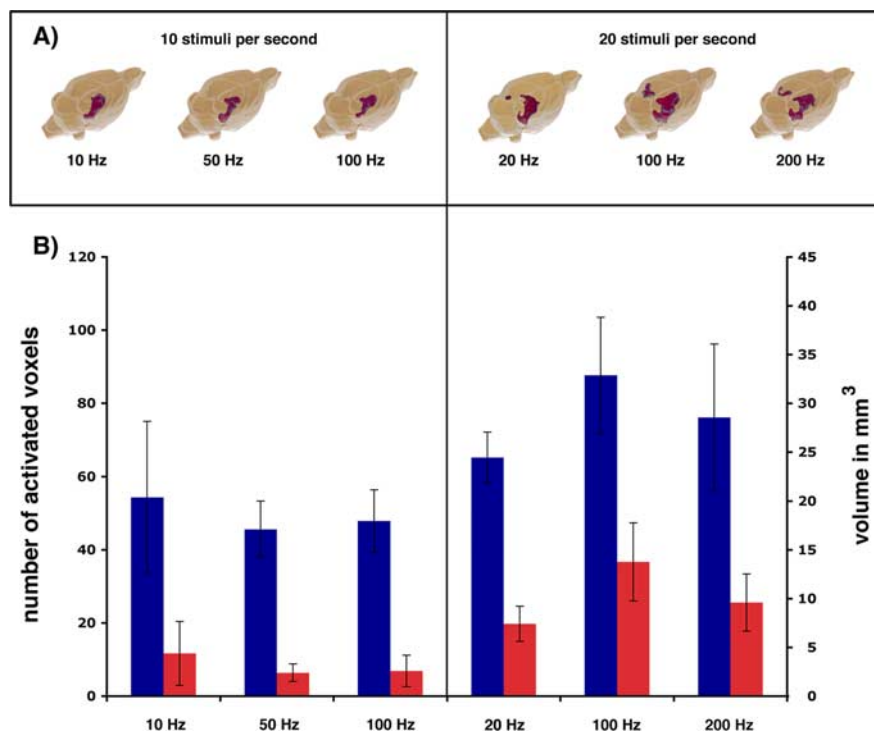 A)
10 stimuli per second
20 stimuli per second
10 Hz
50 Hz
100 Hz
20 Hz
100 Hz
200 Hz
B)
number of activated voxels
120
100
80
60
40
20
0
45
40
35
30
25
20
15
10
5
0
volume in mm³
10 Hz
50 Hz
100 Hz
20 Hz
100 Hz
200 Hz